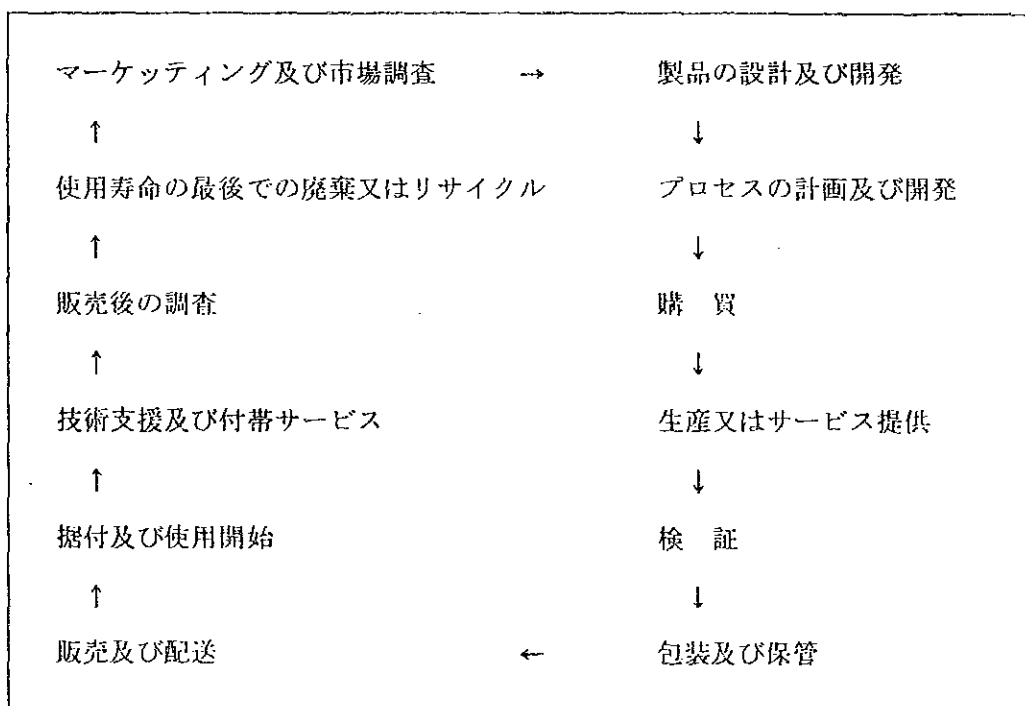 マーケッティング及び市場調査 → 製品の設計及び開発
↑ ↓
使用寿命の最後での廃棄又はリサイクル プロセスの計画及び開発
↑ ↓
販売後の調査 購 買
↑ ↓
技術支援及び付帯サービス 生産又はサービス提供
↑ ↓
据付及び使用開始 検 証
↑ ↓
販売及び配送 ← 包装及び保管